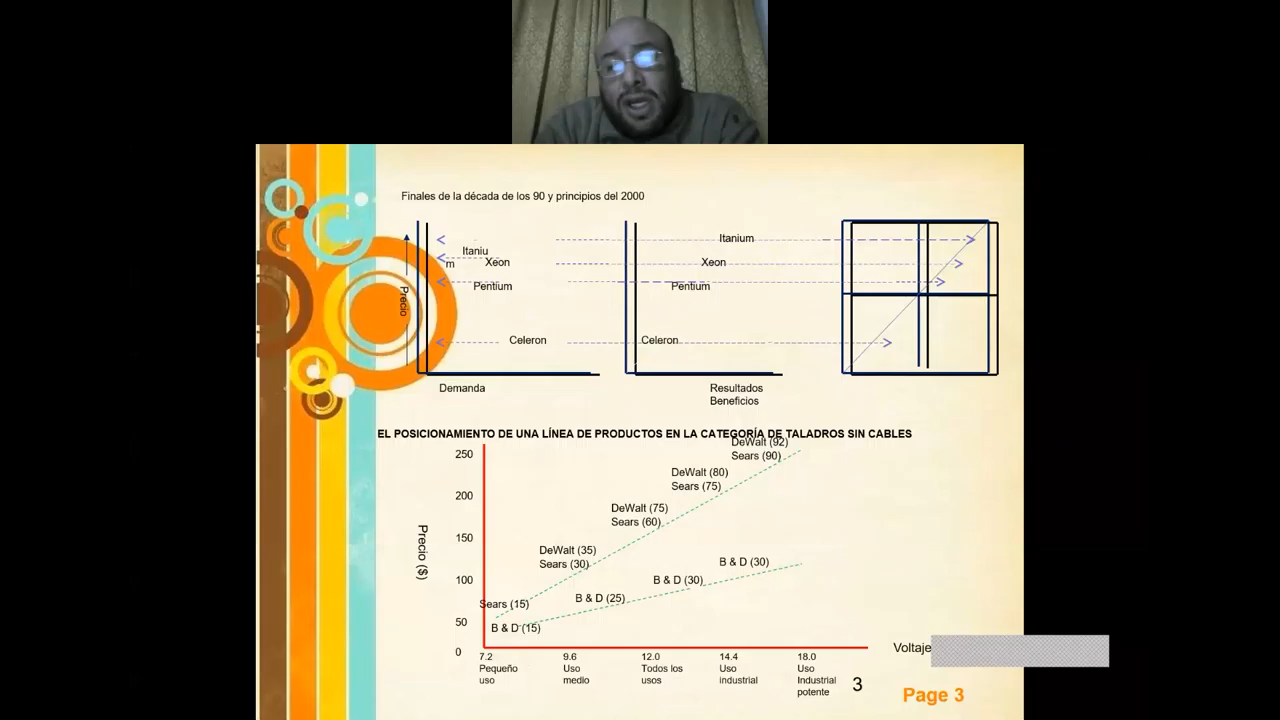 Finales de la década de los 90 y principios del 2000
Itaniu
m
Xeon
Pentíum
Celeron
Precio
Demanda
Itanium
Xeon
Pentíum
Celeron
Resultados
Beneficios
EL POSICIONAMIENTO DE UNA LÍNEA DE PRODUCTOS EN LA CATEGORÍA DE TALADROS SIN CABLES
250
200
150
100
50
0
Precio ($)
DeWalt (92)
Sears (90)
DeWalt (80)
Sears (75)
DeWalt (75)
Sears (60)
DeWalt (35)
Sears (30)
Sears (15)
B & D (30)
B & D (30)
B & D (25)
B & D (15)
7.2
Pequeño
uso
9.6
Uso
medio
12.0
Todos los
usos
14.4
Uso
industrial
18.0
Uso
Industrial
potente
Voltaje
3
Page 3